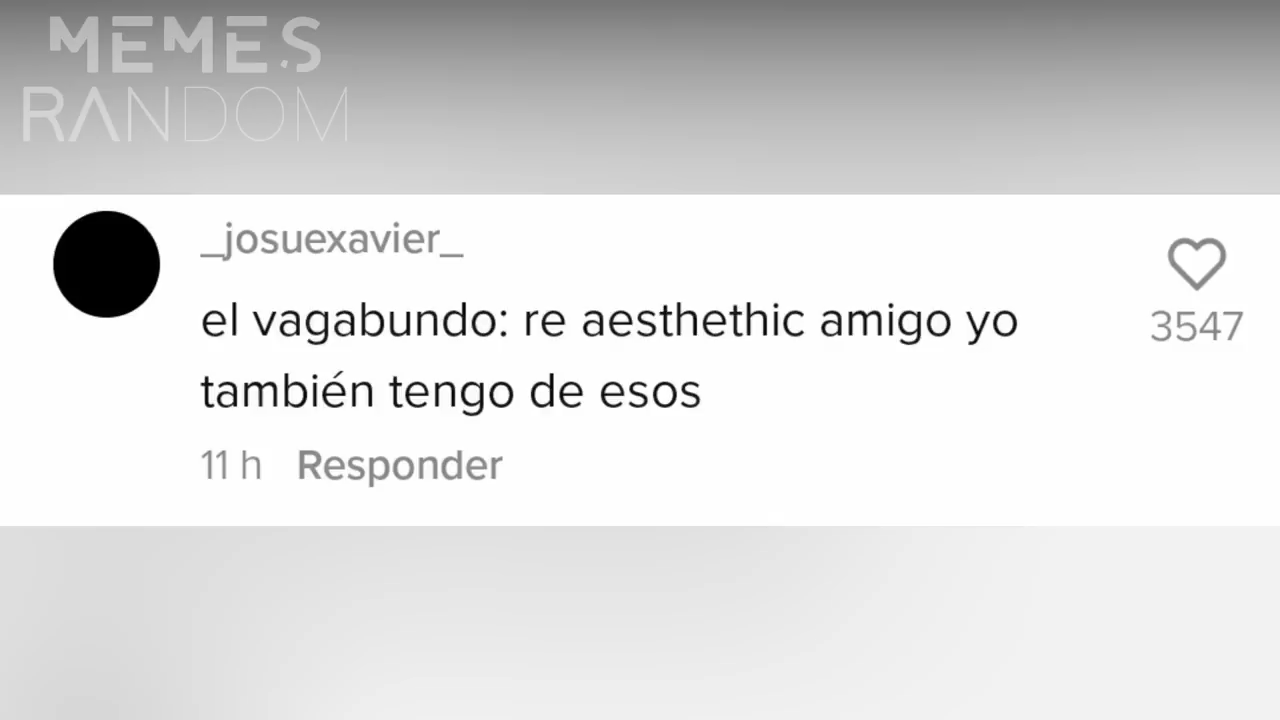 MEMES
RANDOM
_josuexavier_
el vagabundo: re aesthethic amigo yo
también tengo de esos
3547
11 h Responder